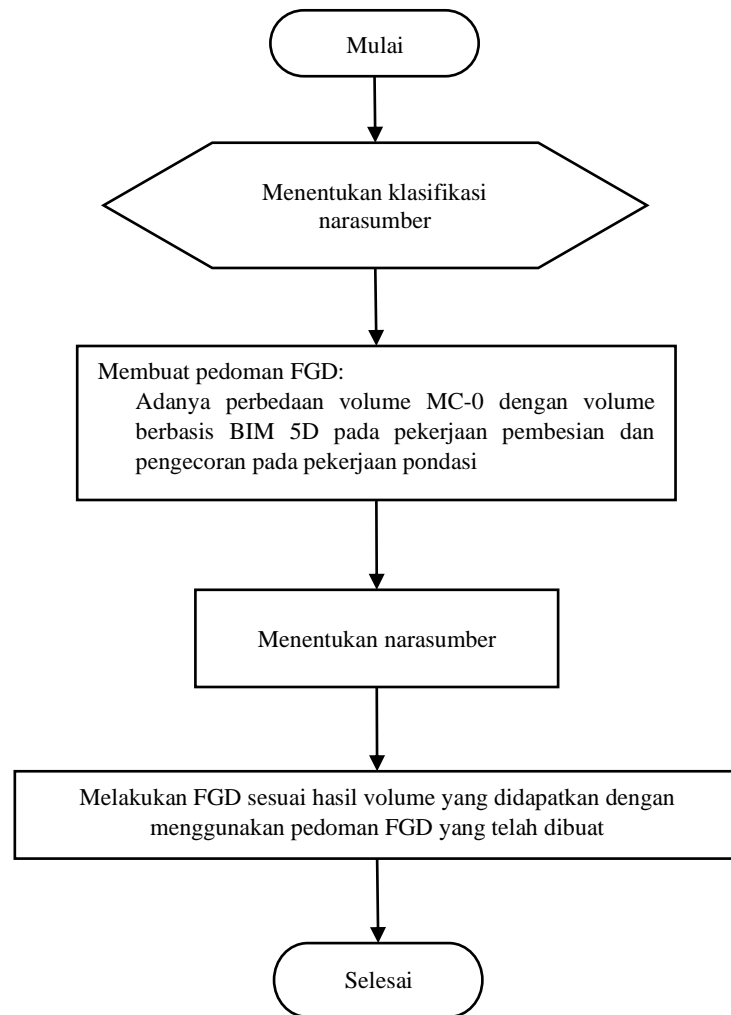 Mulai
Menentukan klasifikasi
narasumber
Membuat pedoman FGD:
Adanya perbedaan volume MC-0 dengan volume
berbasis BIM 5D pada pekerjaan pembesian dan
pengecoran pada pekerjaan pondasi
Menentukan narasumber
Melakukan FGD sesuai hasil volume yang didapatkan dengan
menggunakan pedoman FGD yang telah dibuat
Selesai